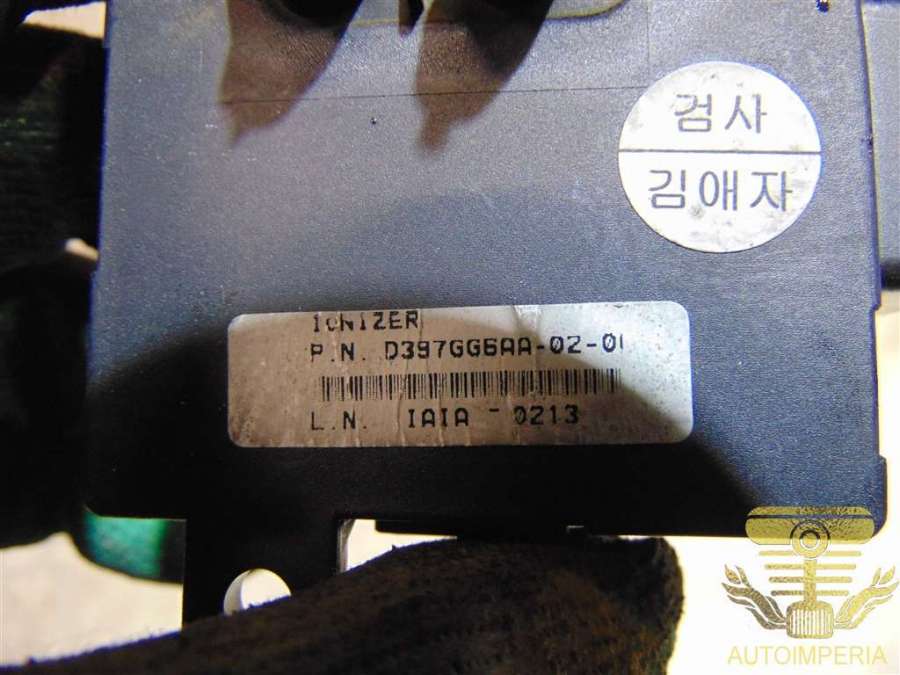 검사
김애자
IONIZER
P.N. D397GG6AA-02-0
L.N. IAIA - 0213
AUTOIMPERIA